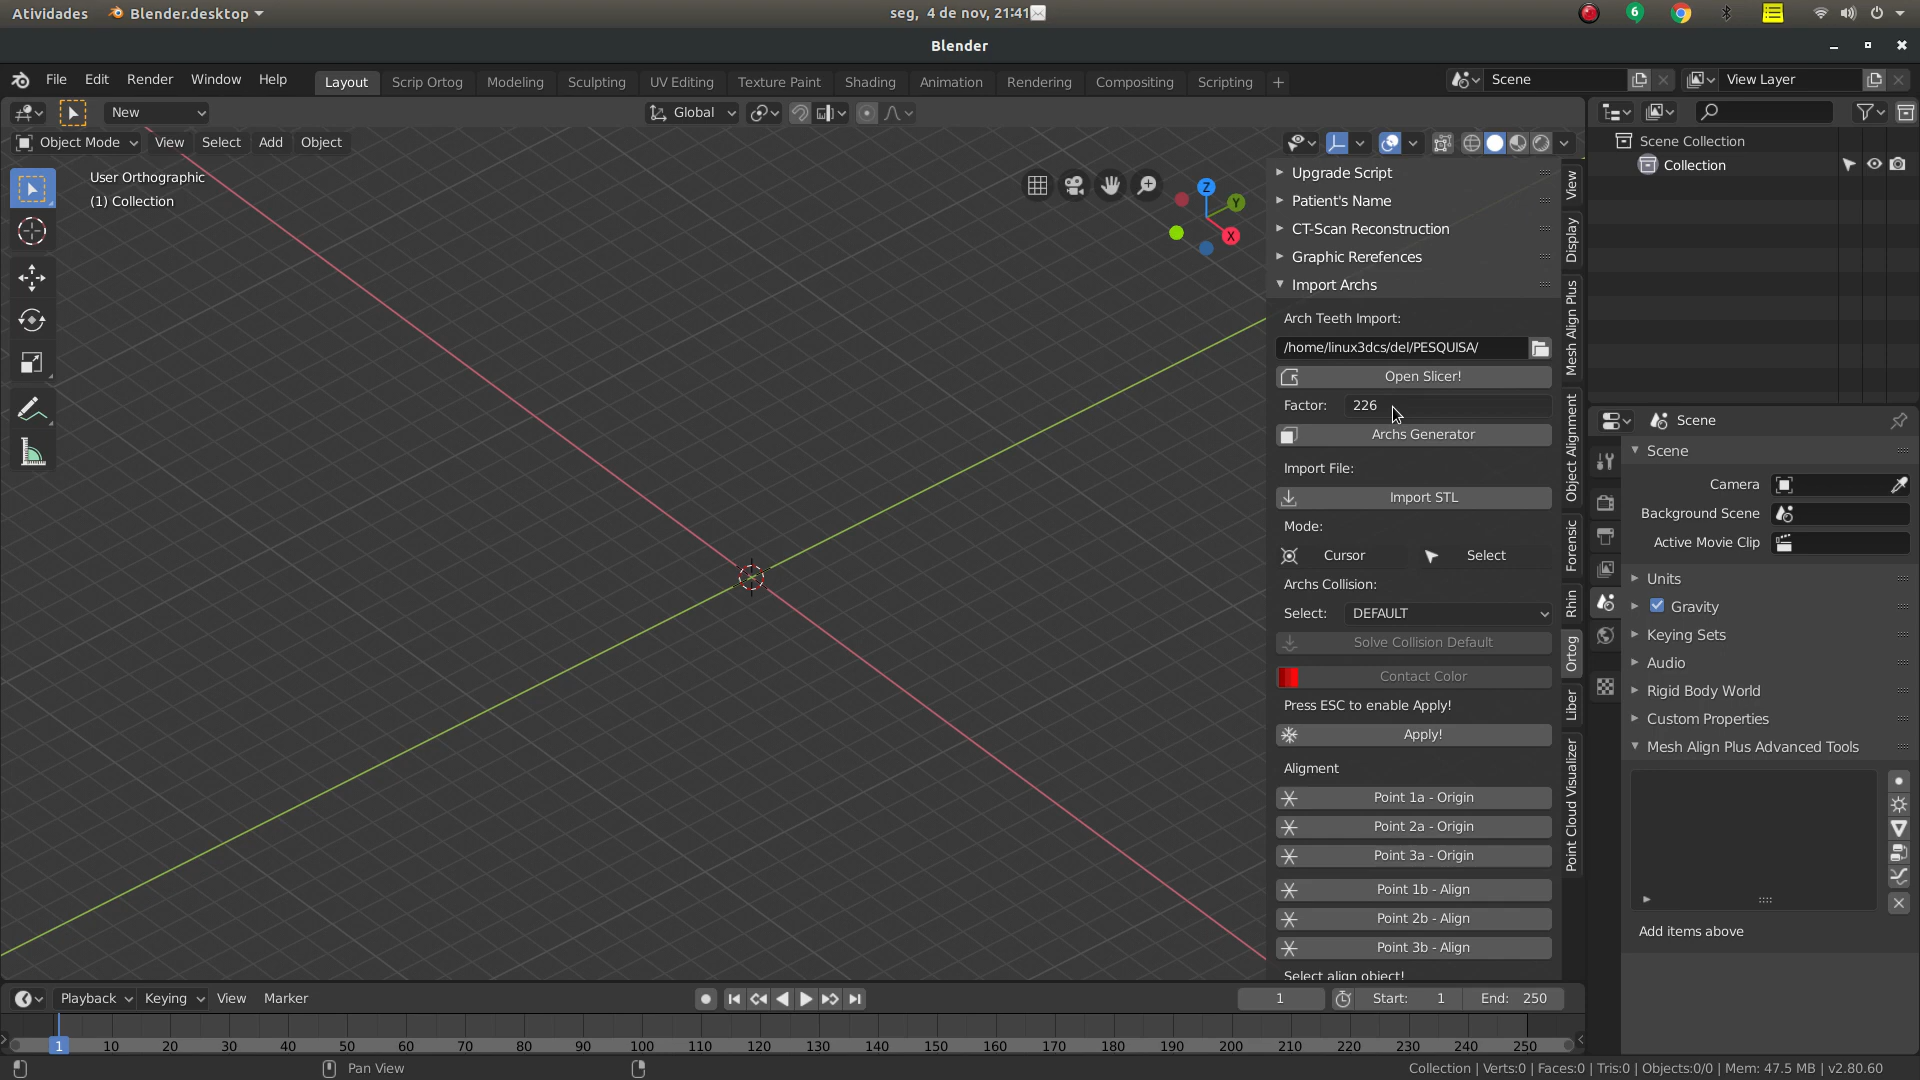 Atividades Blender.desktop seg, 4 de nov, 21:41 6
Blender
File Edit Render Window Help Layout Scrip Ortog Modeling Sculpting UV Editing Texture Paint Shading Animation Rendering Compositing Scripting + Scene View Layer
New Global
Object Mode View Select Add Object
User Orthographic
(1) Collection
Z Y X
Upgrade Script
Patient's Name
CT-Scan Reconstruction
Graphic Rerefences
Import Archs
Arch Teeth Import:
/home/linux3dcs/del/PESQUISA/
Open Slicer!
Factor: 226
Archs Generator
Import File:
Import STL
Mode:
Cursor Select
Archs Collision:
Select: DEFAULT
Solve Collision Default
Contact Color
Press ESC to enable Apply!
Apply!
Aligment
Point 1a - Origin
Point 2a - Origin
Point 3a - Origin
Point 1b - Align
Point 2b - Align
Point 3b - Align
Select align object!
View
Display
Mesh Align Plus
Object Alignment
Forensic
Rhin
Ortog
Liber
Point Cloud Visualizer
Scene Collection
Collection
Scene
Scene
Camera
Background Scene
Active Movie Clip
Units
Gravity
Keying Sets
Audio
Rigid Body World
Custom Properties
Mesh Align Plus Advanced Tools
Add items above
Playback Keying View Marker 1 Start: 1 End: 250
1 10 20 30 40 50 60 70 80 90 100 110 120 130 140 150 160 170 180 190 200 210 220 230 240 250
Pan View Collection | Verts:0 | Faces:0 | Tris:0 | Objects:0/0 | Mem: 47.5 MB | v2.80.60